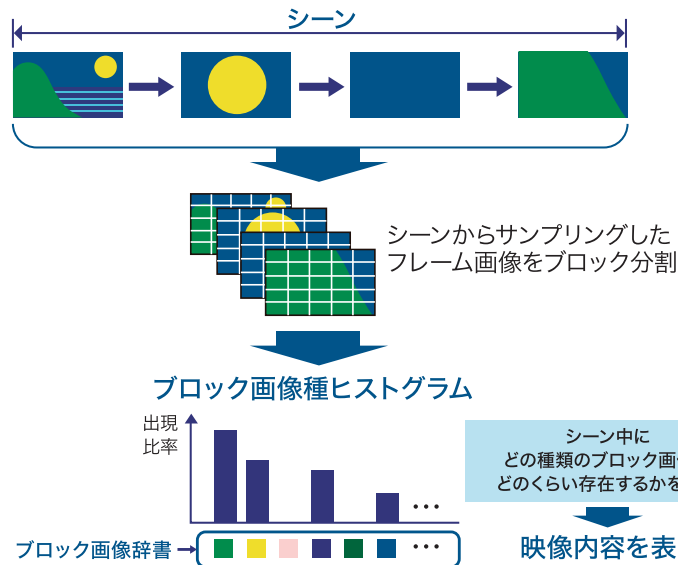 シーン
シーンからサンプリングした
フレーム画像をブロック分割
ブロック画像種ヒストグラム
出現
比率
シーン中に
どの種類のブロック画
どのくらい存在するかを
…
ブロック画像辞書
…
映像内容を表